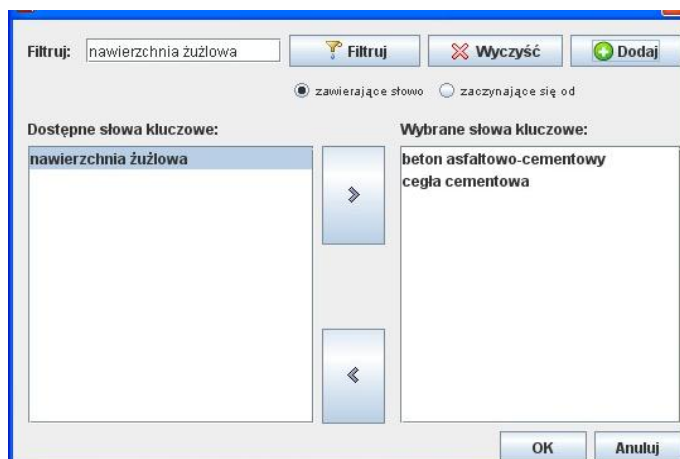 Filtruj: nawierzchnia żużlowa Filtruj Wyczyść Dodaj
zawierające słowo zaczynające się od
Dostępne słowa kluczowe: Wybrane słowa kluczowe:
nawierzchnia żużlowa beton asfaltowo-cementowy
cegła cementowa
OK Anuluj